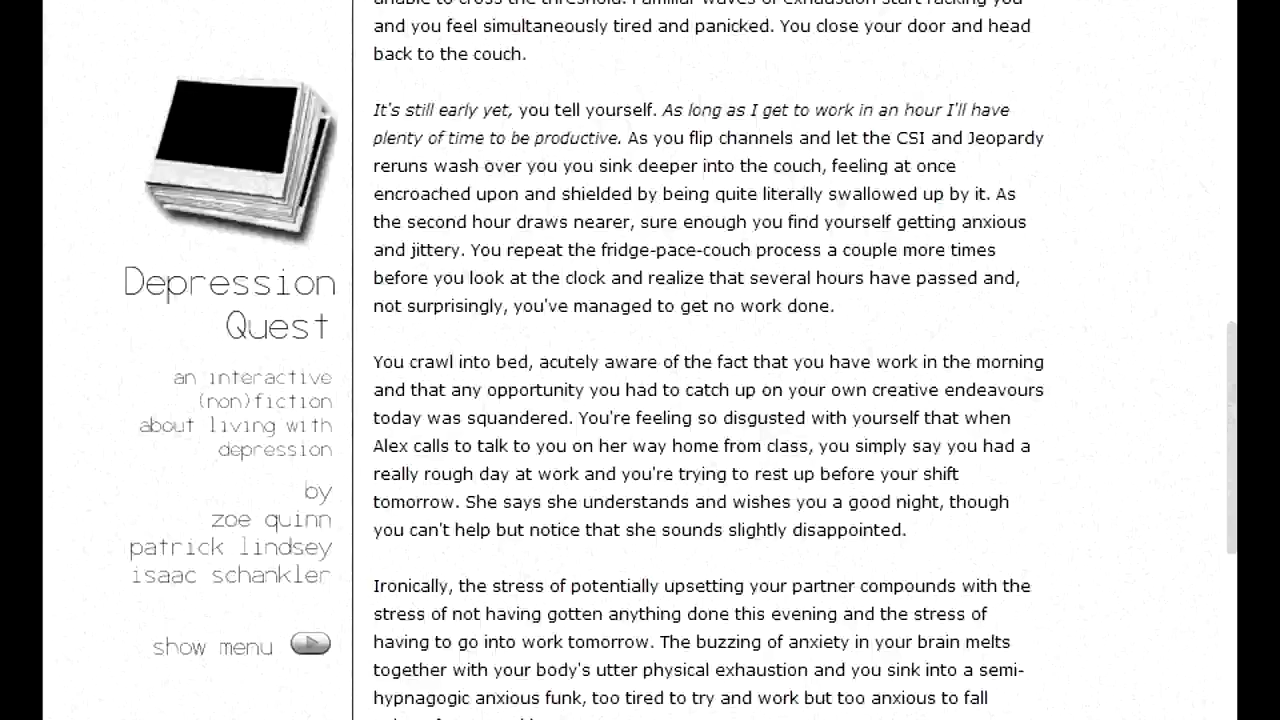 Depression
Quest
an interactive
(non)fiction
about living with
depression
by
zoe quinn
patrick lindsey
isaac schankler
show menu
unable to cross the threshold. Familiar waves of exhaustion start racking you
and you feel simultaneously tired and panicked. You close your door and head
back to the couch.
It's still early yet, you tell yourself. As long as I get to work in an hour I'll have
plenty of time to be productive. As you flip channels and let the CSI and Jeopardy
reruns wash over you you sink deeper into the couch, feeling at once
encroached upon and shielded by being quite literally swallowed up by it. As
the second hour draws nearer, sure enough you find yourself getting anxious
and jittery. You repeat the fridge-pace-couch process a couple more times
before you look at the clock and realize that several hours have passed and,
not surprisingly, you've managed to get no work done.
You crawl into bed, acutely aware of the fact that you have work in the morning
and that any opportunity you had to catch up on your own creative endeavours
today was squandered. You're feeling so disgusted with yourself that when
Alex calls to talk to you on her way home from class, you simply say you had a
really rough day at work and you're trying to rest up before your shift
tomorrow. She says she understands and wishes you a good night, though
you can't help but notice that she sounds slightly disappointed.
Ironically, the stress of potentially upsetting your partner compounds with the
stress of not having gotten anything done this evening and the stress of
having to go into work tomorrow. The buzzing of anxiety in your brain melts
together with your body's utter physical exhaustion and you sink into a semi-
hypnagogic anxious funk, too tired to try and work but too anxious to fall